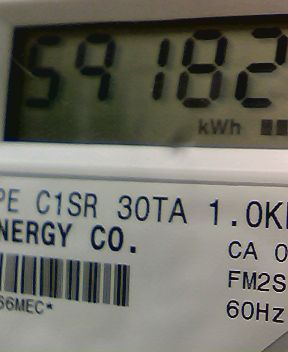 59182
kWh
PE C1SR 30TA 1.0K
NERGY CO.
CA 0
FM2S
66MEC*
60Hz